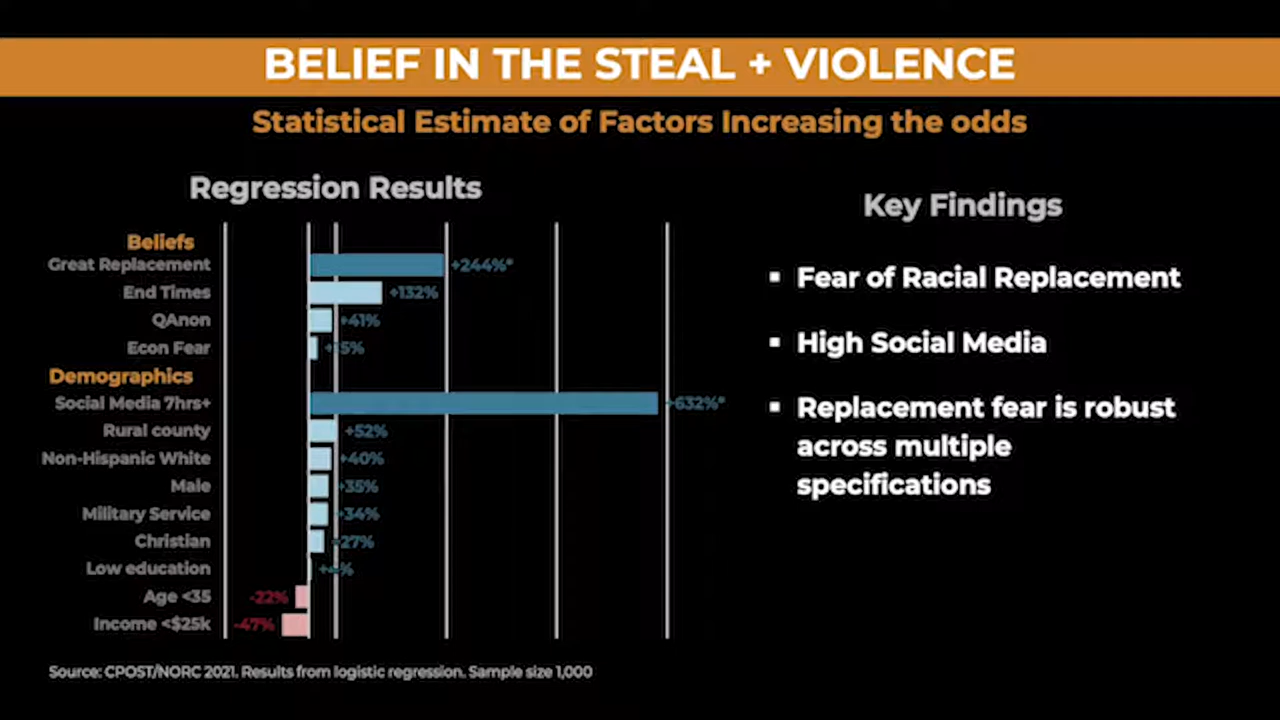 BELIEF IN THE STEAL + VIOLENCE
Statistical Estimate of Factors Increasing the odds
Regression Results
Beliefs
Great Replacement +244%*
End Times +132%
QAnon +41%
Econ Fear +15%
Demographics
Social Media 7hrs+ +632%*
Rural county +52%
Non-Hispanic White +40%
Male +35%
Military Service +34%
Christian +27%
Low education +4%
Age <35 -22%
Income <$25k -47%
Source: CPOST/NORC 2021. Results from logistic regression. Sample size 1,000
Key Findings
▪ Fear of Racial Replacement
▪ High Social Media
▪ Replacement fear is robust
across multiple
specifications